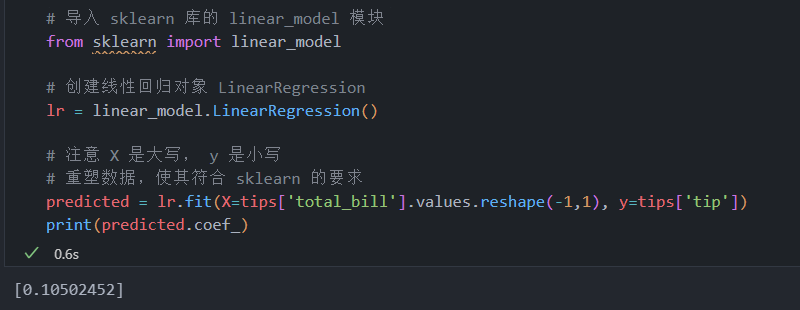 # 导入 sklearn 库的 linear_model 模块
from sklearn import linear_model
# 创建线性回归对象 LinearRegression
lr = linear_model.LinearRegression()
# 注意 X 是大写， y 是小写
# 重塑数据，使其符合 sklearn 的要求
predicted = lr.fit(X=tips['total_bill'].values.reshape(-1,1), y=tips['tip'])
print(predicted.coef_)
0.6s
[0.10502452]